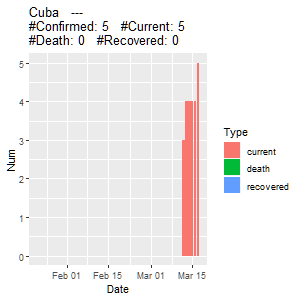 Cuba   ---
#Confirmed: 5   #Current: 5
#Death: 0   #Recovered: 0
5
4
3
2
1
0
Num
Feb 01
Feb 15
Mar 01
Mar 15
Date
Type
current
death
recovered